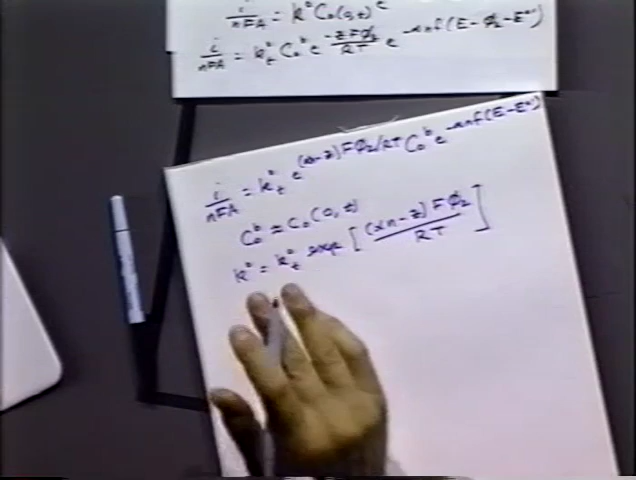 i/nFA = k° C₀(0,t) e
i/nFA = k°ₜ C₀ᵇ e^(-zFϕ₂/RT) e^(-αnf(E-ϕ₂-E°'))
i/nFA = k°ₜ e^((αn-z)Fϕ₂/RT) C₀ᵇ e^(-αnf(E-E°'))
C₀ᵇ ≈ C₀(0,t)
k° = k°ₜ exp [(αn-z)Fϕ₂/RT]